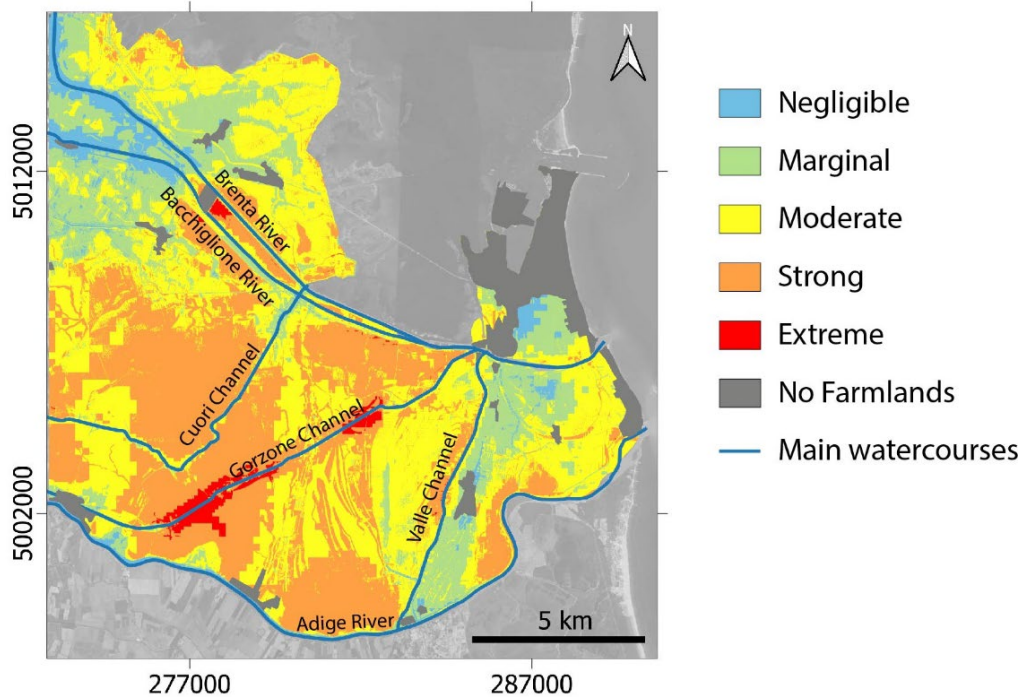 N
5012000
5002000
277000
287000
Brenta River
Bacchiglione River
Cuori Channel
Gorzone Channel
Valle Channel
Adige River
5 km
Negligible
Marginal
Moderate
Strong
Extreme
No Farmlands
Main watercourses